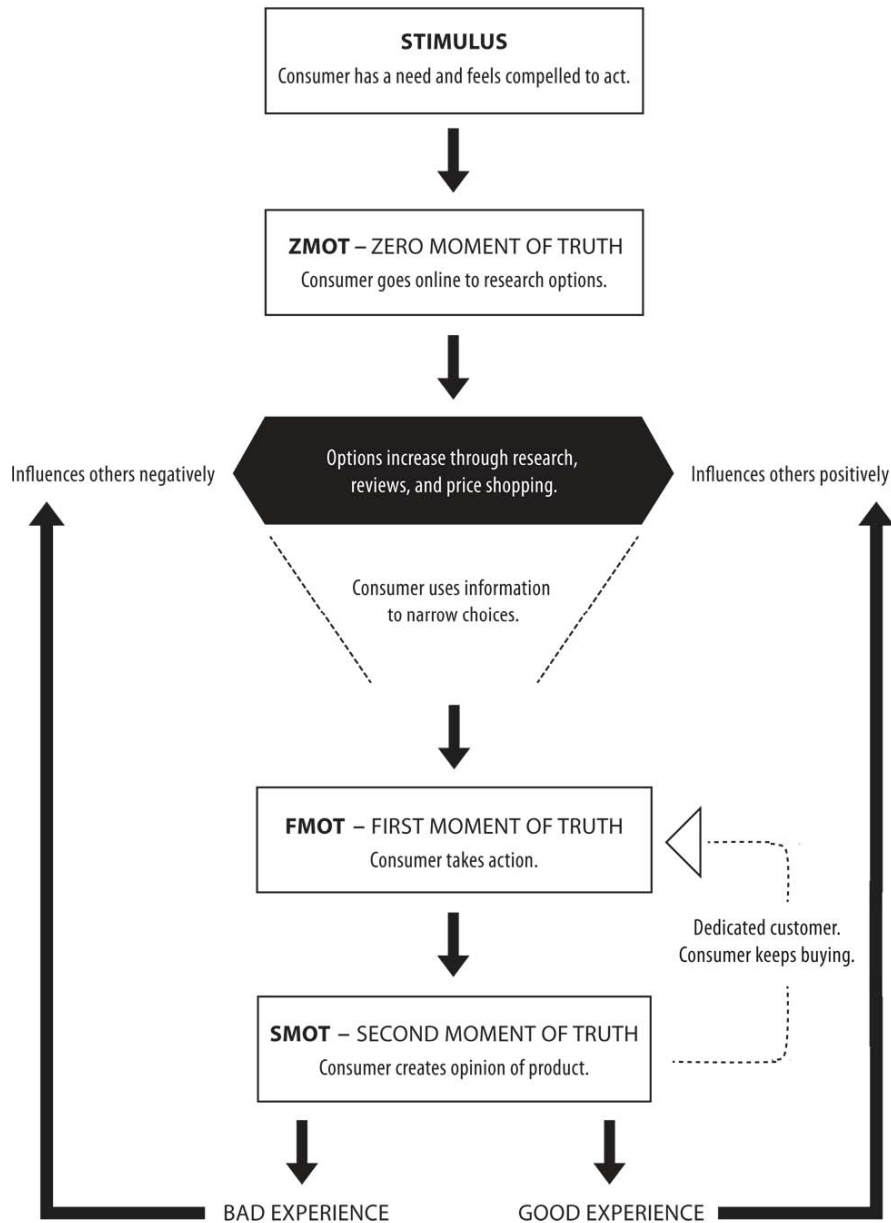 STIMULUS
Consumer has a need and feels compelled to act.
ZMOT – ZERO MOMENT OF TRUTH
Consumer goes online to research options.
Influences others negatively
Options increase through research,
reviews, and price shopping.
Influences others positively
Consumer uses information
to narrow choices.
FMOT – FIRST MOMENT OF TRUTH
Consumer takes action.
Dedicated customer.
Consumer keeps buying.
SMOT – SECOND MOMENT OF TRUTH
Consumer creates opinion of product.
BAD EXPERIENCE
GOOD EXPERIENCE